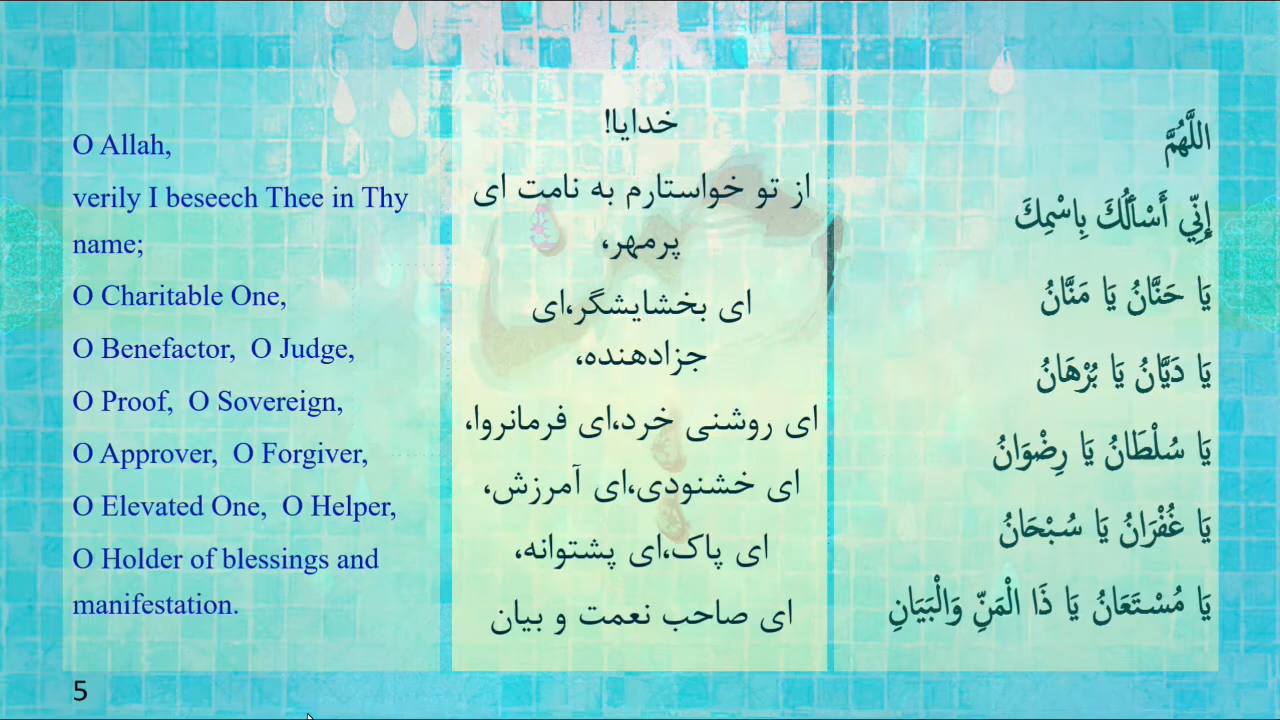 O Allah,
verily I beseech Thee in Thy
name;
O Charitable One,
O Benefactor,  O Judge,
O Proof,  O Sovereign,
O Approver,  O Forgiver,
O Elevated One,  O Helper,
O Holder of blessings and
manifestation.
خدایا!
از تو خواستارم به نامت ای
پرمهر،
ای بخشایشگر،ای
جزادهنده،
ای روشنی خرد،ای فرمانروا،
ای خشنودی،ای آمرزش،
ای پاک،ای پشتوانه،
ای صاحب نعمت و بیان
اللَّهُمَّ
إِنِّي أَسْأَلُكَ بِاسْمِكَ
يَا حَنَّانُ يَا مَنَّانُ
يَا دَيَّانُ يَا بُرْهَانُ
يَا سُلْطَانُ يَا رِضْوَانُ
يَا غُفْرَانُ يَا سُبْحَانُ
يَا مُسْتَعَانُ يَا ذَا الْمَنِّ وَالْبَيَانِ
5